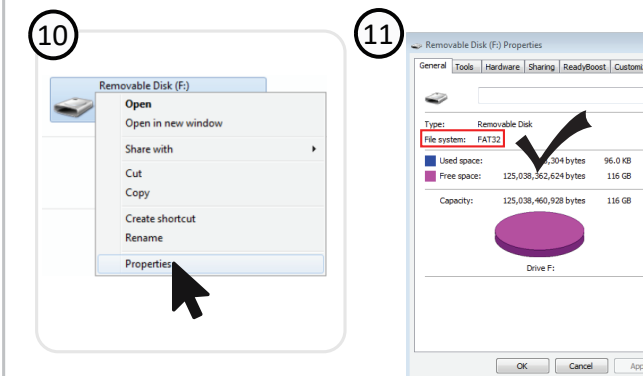 10
Removable Disk (F:)
Open
Open in new window
Share with
Cut
Copy
Create shortcut
Rename
Properties
11
Removable Disk (F:) Properties
General Tools Hardware Sharing ReadyBoost
Type: Removable Disk
File system: FAT32
Used space: 304 bytes 96.0 KB
Free space: 125,038,362,624 bytes 116 GB
Capacity: 125,038,460,928 bytes 116 GB
Drive F:
OK Cancel